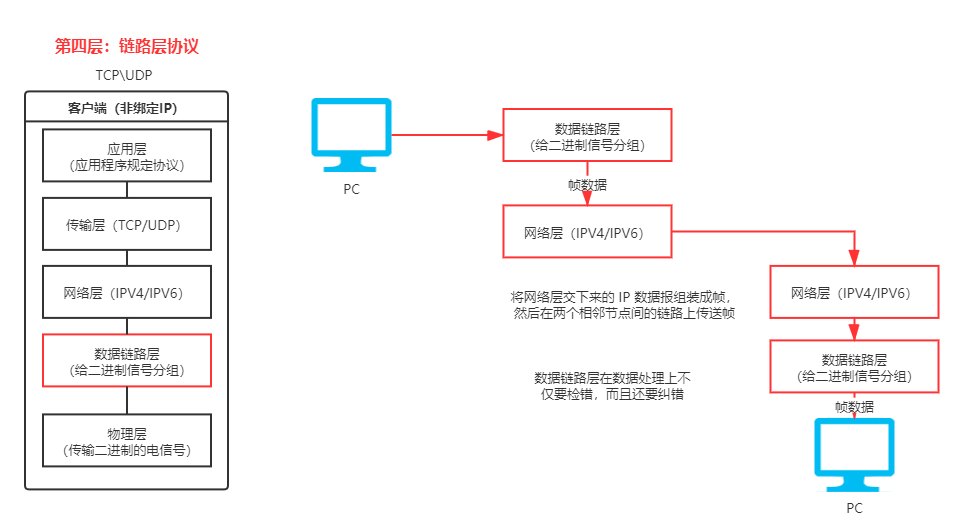 第四层：链路层协议
TCP\UDP
客户端（非绑定IP）
应用层
（应用程序规定协议）
传输层（TCP/UDP）
网络层（IPV4/IPV6）
数据链路层
（给二进制信号分组）
物理层
（传输二进制的电信号）
PC
数据链路层
（给二进制信号分组）
帧数据
网络层（IPV4/IPV6）
将网络层交下来的 IP 数据报组装成帧，
然后在两个相邻节点间的链路上传送帧
数据链路层在数据处理上不
仅要检错，而且还要纠错
网络层（IPV4/IPV6）
数据链路层
（给二进制信号分组）
帧数据
PC